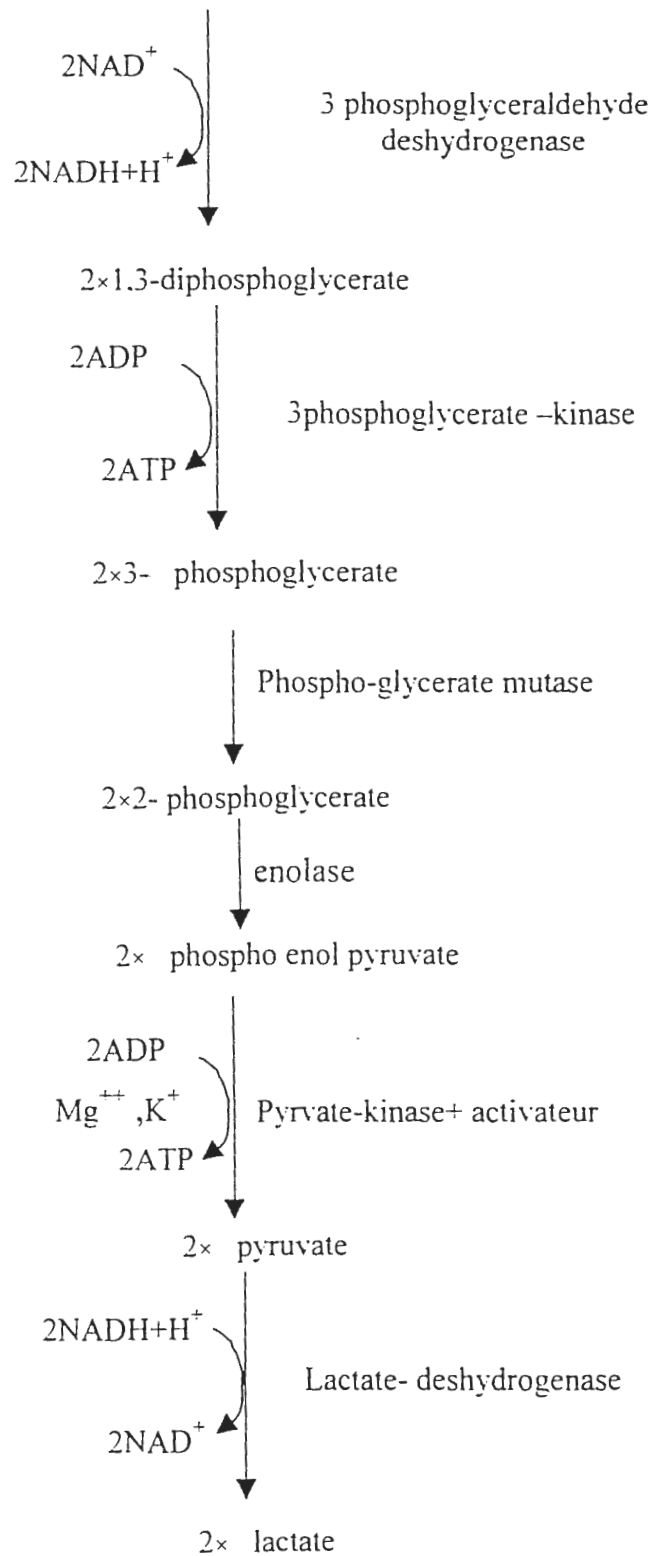 2NAD+
3 phosphoglyceraldehyde
deshydrogenase
2NADH+H+
2×1.3-diphosphoglycerate
2ADP
3phosphoglycerate –kinase
2ATP
2×3- phosphoglycerate
Phospho-glycerate mutase
2×2- phosphoglycerate
enolase
2× phospho enol pyruvate
2ADP
Mg++ ,K+
Pyrvate-kinase+ activateur
2ATP
2× pyruvate
2NADH+H+
Lactate- deshydrogenase
2NAD+
2× lactate